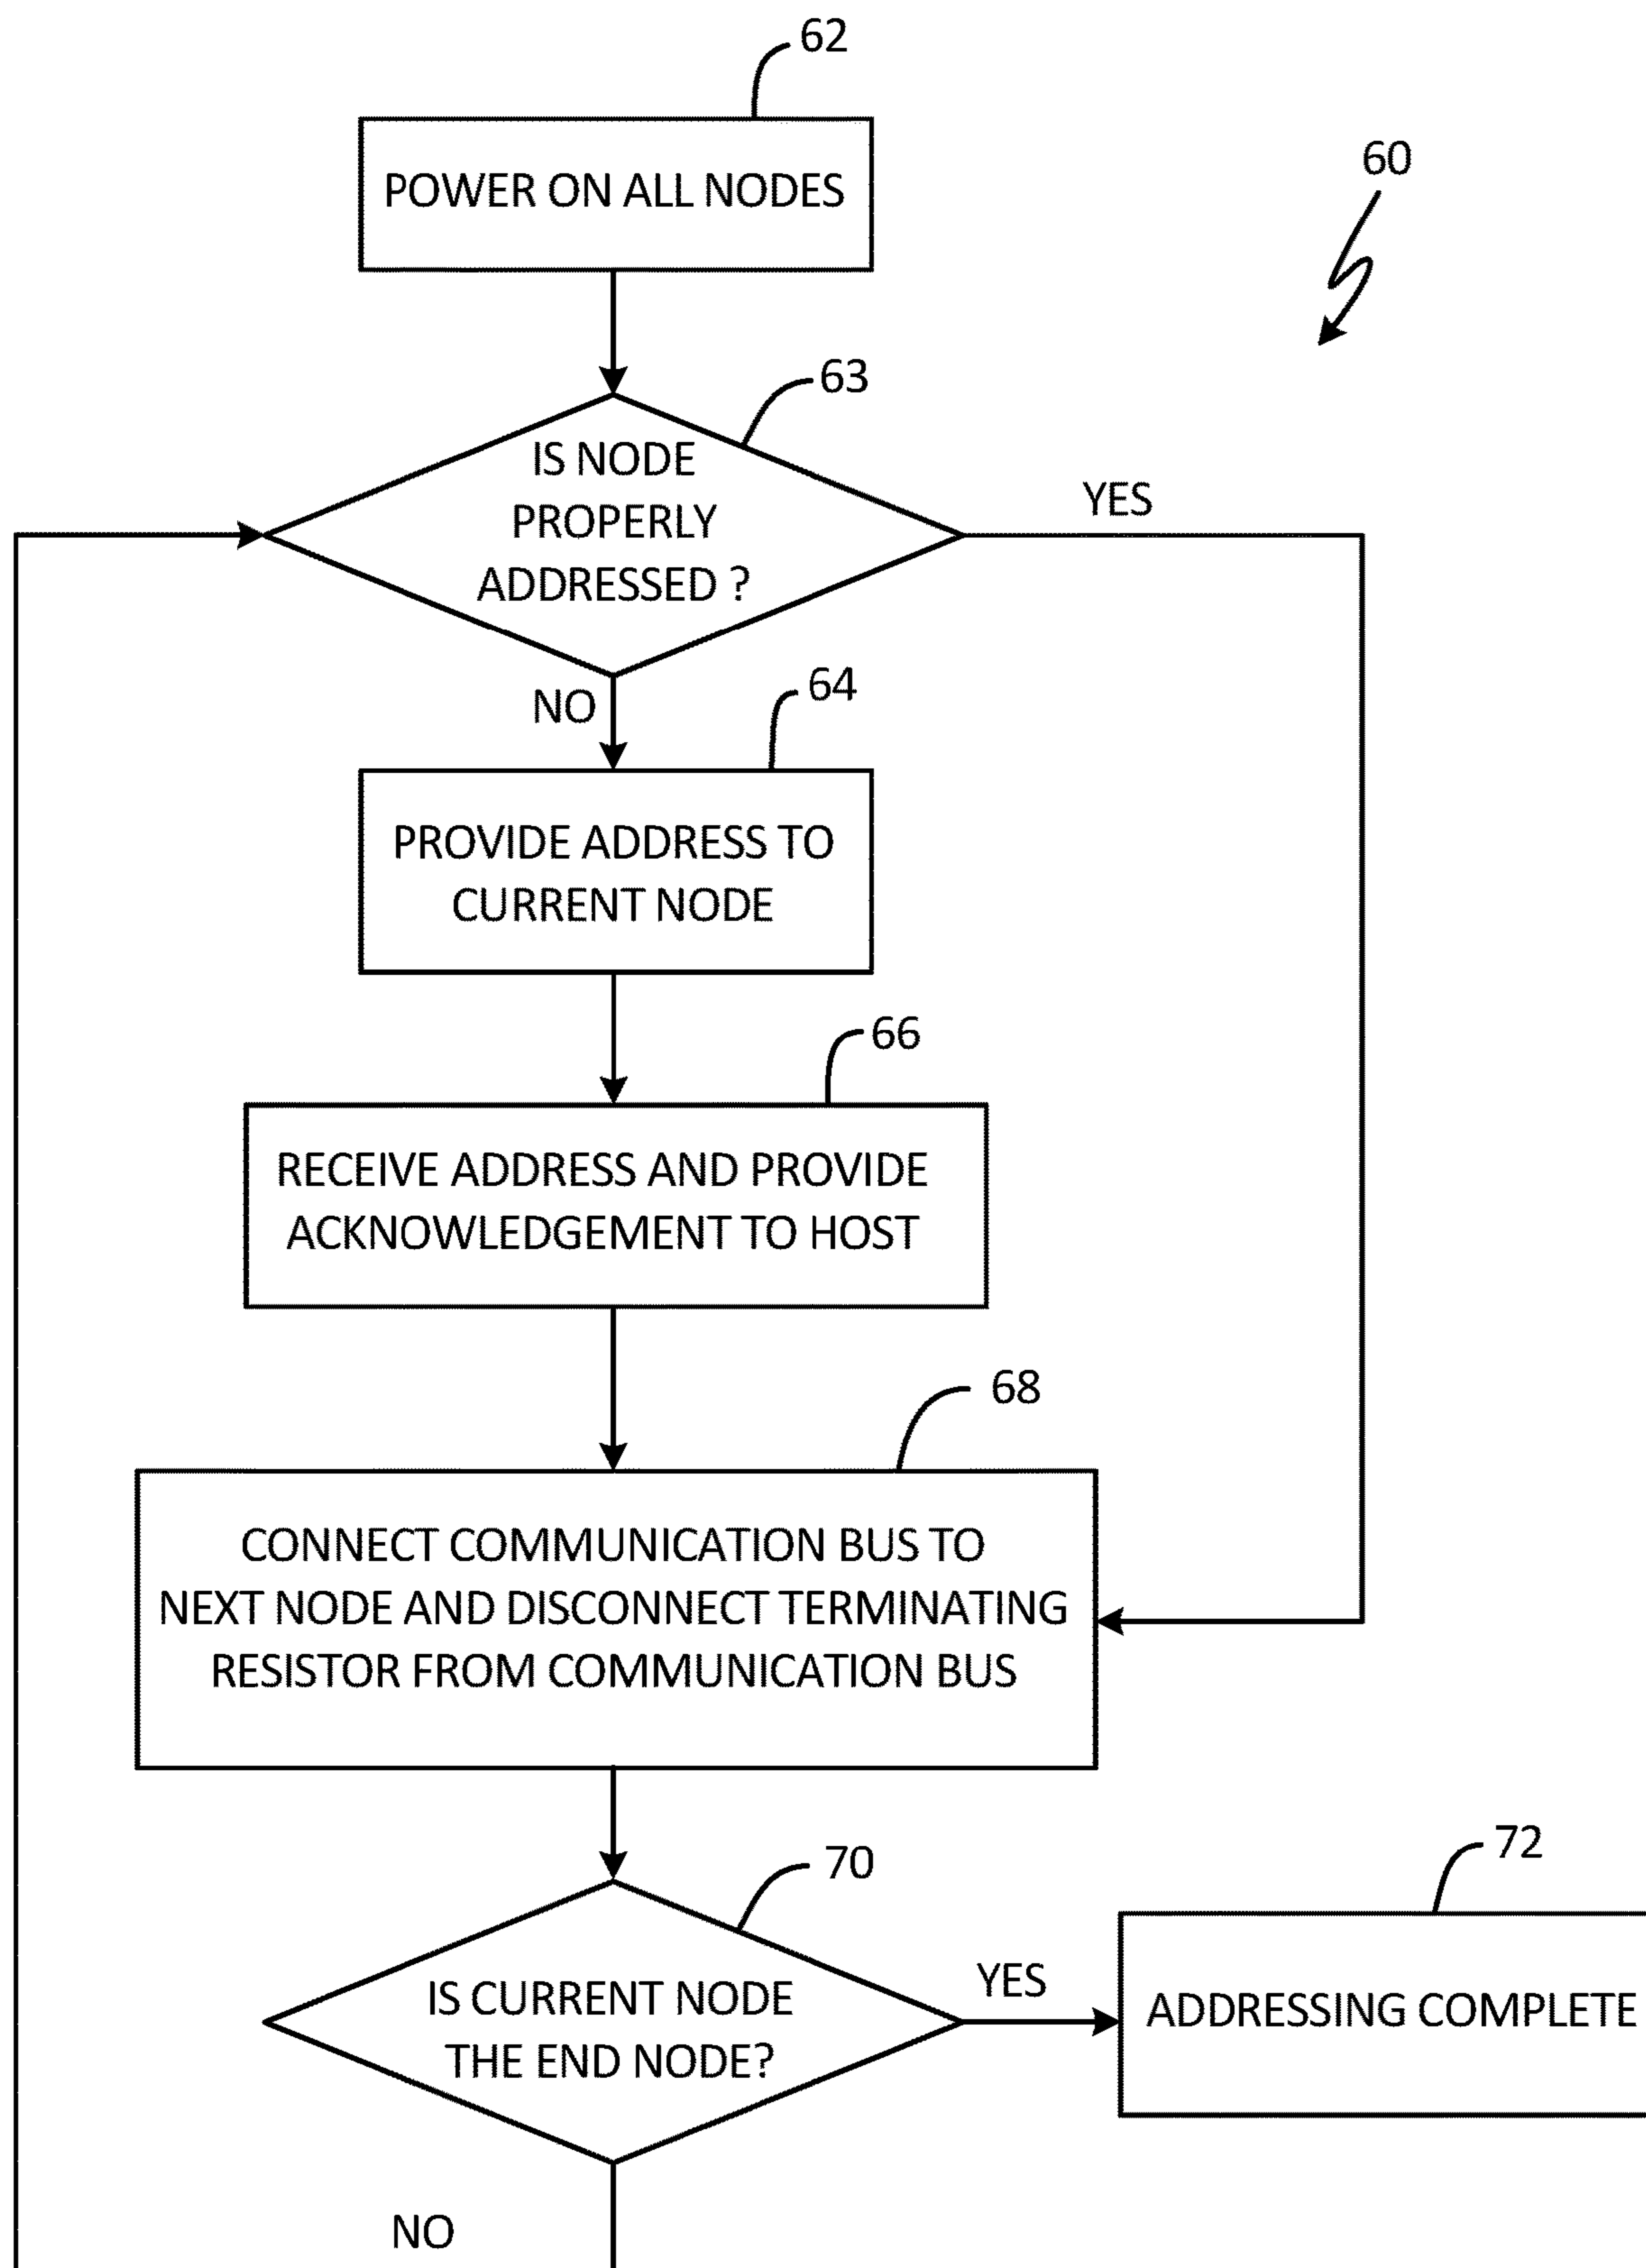 62
POWER ON ALL NODES
60
63
IS NODE
PROPERLY
ADDRESSED ?
YES
NO
64
PROVIDE ADDRESS TO
CURRENT NODE
66
RECEIVE ADDRESS AND PROVIDE
ACKNOWLEDGEMENT TO HOST
68
CONNECT COMMUNICATION BUS TO
NEXT NODE AND DISCONNECT TERMINATING
RESISTOR FROM COMMUNICATION BUS
70
IS CURRENT NODE
THE END NODE?
YES
72
ADDRESSING COMPLETE
NO